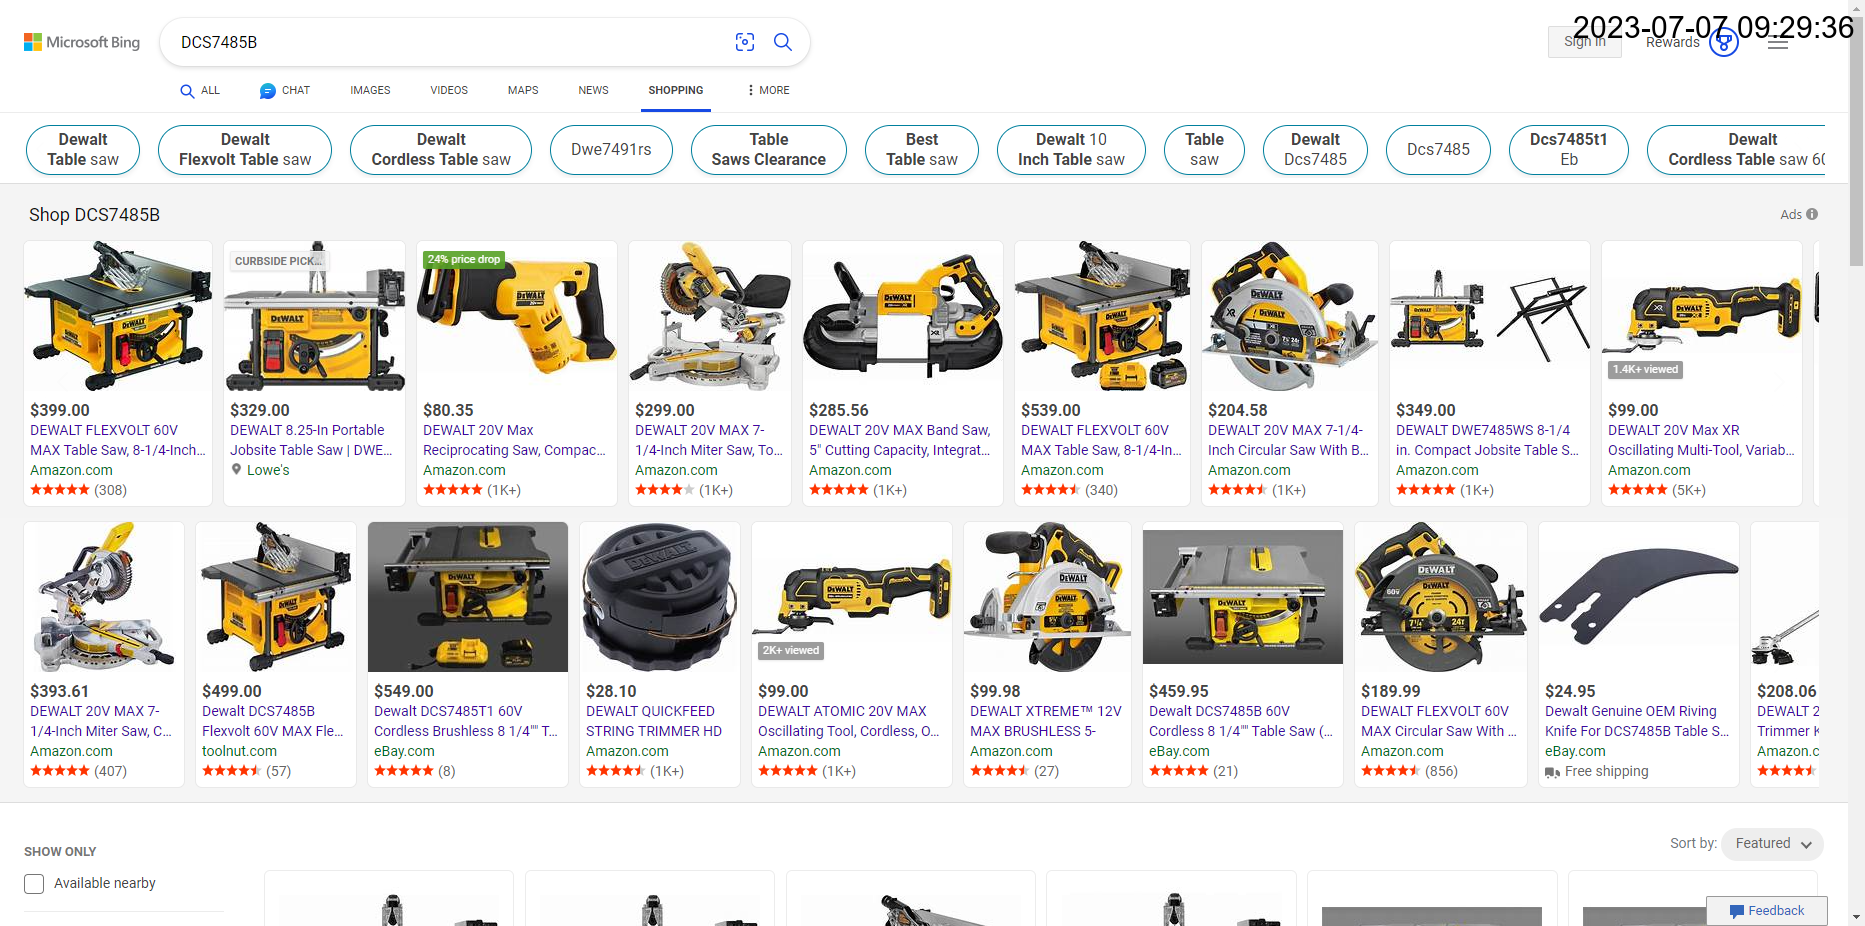 2023-07-07 09:29:36
Microsoft Bing
DCS7485B
Sign in
Rewards
ALL
CHAT
IMAGES
VIDEOS
MAPS
NEWS
SHOPPING
MORE
Dewalt
Table saw
Dewalt
Flexvolt Table saw
Dewalt
Cordless Table saw
Dwe7491rs
Table
Saws Clearance
Best
Table saw
Dewalt 10
Inch Table saw
Table
saw
Dewalt
Dcs7485
Dcs7485
Dcs7485t1
Eb
Dewalt
Cordless Table saw 60
Shop DCS7485B
Ads
$399.00
DEWALT FLEXVOLT 60V
MAX Table Saw, 8-1/4-Inch...
Amazon.com
(308)
CURBSIDE PICK...
$329.00
DEWALT 8.25-In Portable
Jobsite Table Saw | DWE...
Lowe's
24% price drop
$80.35
DEWALT 20V Max
Reciprocating Saw, Compac...
Amazon.com
(1K+)
$299.00
DEWALT 20V MAX 7-
1/4-Inch Miter Saw, To...
Amazon.com
(1K+)
$285.56
DEWALT 20V MAX Band Saw,
5" Cutting Capacity, Integrat...
Amazon.com
(1K+)
$539.00
DEWALT FLEXVOLT 60V
MAX Table Saw, 8-1/4-In...
Amazon.com
(340)
$204.58
DEWALT 20V MAX 7-1/4-
Inch Circular Saw With B...
Amazon.com
(1K+)
$349.00
DEWALT DWE7485WS 8-1/4
in. Compact Jobsite Table S...
Amazon.com
(1K+)
1.4K+ viewed
$99.00
DEWALT 20V Max XR
Oscillating Multi-Tool, Variab...
Amazon.com
(5K+)
$393.61
DEWALT 20V MAX 7-
1/4-Inch Miter Saw, C...
Amazon.com
(407)
$499.00
Dewalt DCS7485B
Flexvolt 60V MAX Fle...
toolnut.com
(57)
$549.00
Dewalt DCS7485T1 60V
Cordless Brushless 8 1/4"" T...
eBay.com
(8)
$28.10
DEWALT QUICKFEED
STRING TRIMMER HD
Amazon.com
(1K+)
2K+ viewed
$99.00
DEWALT ATOMIC 20V MAX
Oscillating Tool, Cordless, O...
Amazon.com
(1K+)
$99.98
DEWALT XTREME™ 12V
MAX BRUSHLESS 5-
Amazon.com
(27)
$459.95
Dewalt DCS7485B 60V
Cordless 8 1/4"" Table Saw (...
eBay.com
(21)
$189.99
DEWALT FLEXVOLT 60V
MAX Circular Saw With ...
Amazon.com
(856)
$24.95
Dewalt Genuine OEM Riving
Knife For DCS7485B Table S...
eBay.com
Free shipping
$208.06
DEWALT 2
Trimmer K
Amazon.c
SHOW ONLY
Available nearby
Sort by:
Featured
Feedback